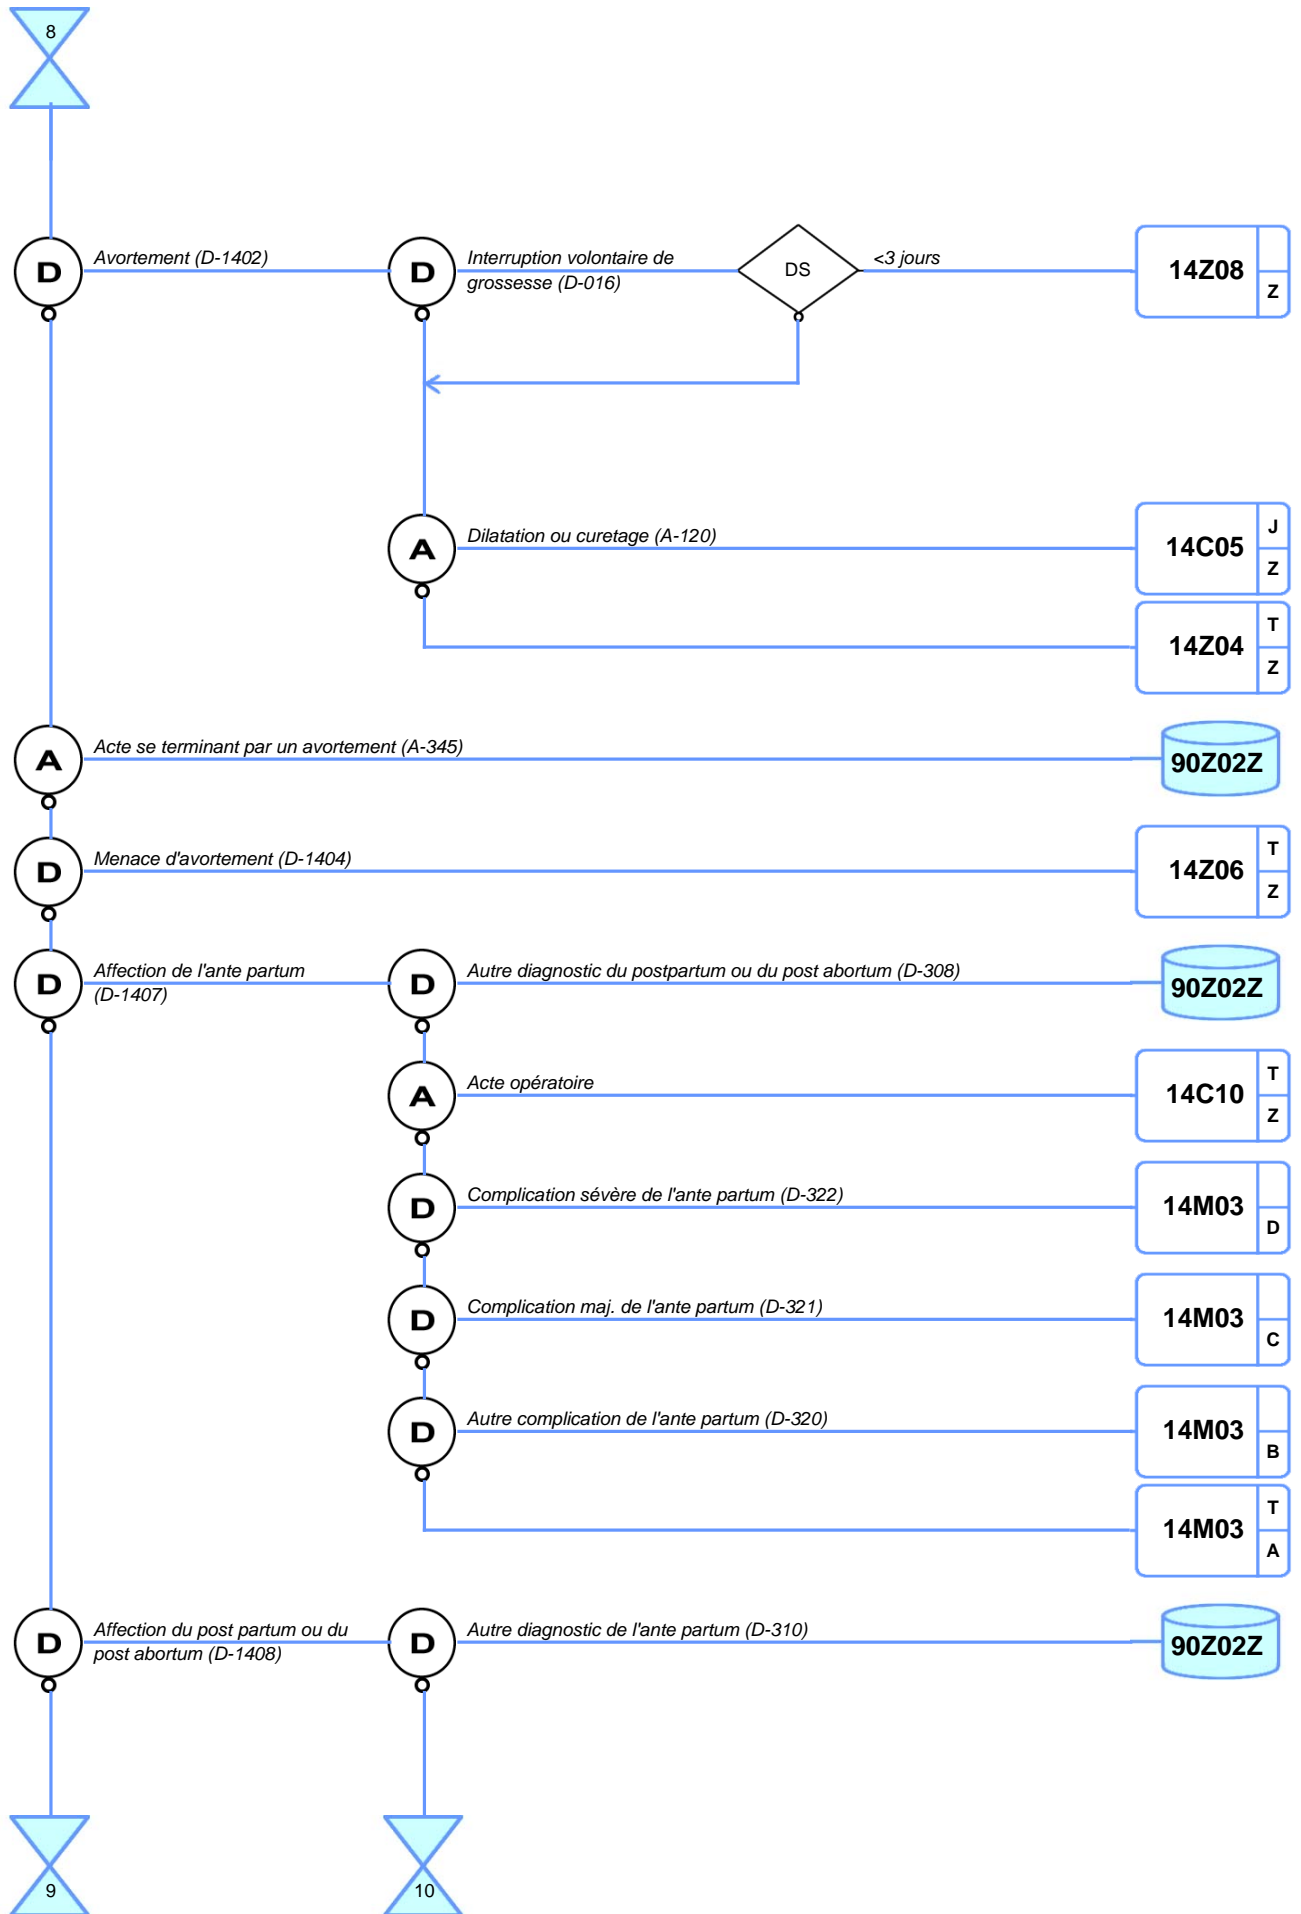 8
D
Avortement (D-1402)
D
Interruption volontaire de
grossesse (D-016)
DS
<3 jours
14Z08
Z
A
Dilatation ou curetage (A-120)
14C05
J
Z
14Z04
T
Z
A
Acte se terminant par un avortement (A-345)
90Z02Z
D
Menace d'avortement (D-1404)
14Z06
T
Z
D
Affection de l'ante partum
(D-1407)
D
Autre diagnostic du postpartum ou du post abortum (D-308)
90Z02Z
A
Acte opératoire
14C10
T
Z
D
Complication sévère de l'ante partum (D-322)
14M03
D
D
Complication maj. de l'ante partum (D-321)
14M03
C
D
Autre complication de l'ante partum (D-320)
14M03
B
14M03
T
A
D
Affection du post partum ou du
post abortum (D-1408)
D
Autre diagnostic de l'ante partum (D-310)
90Z02Z
9
10